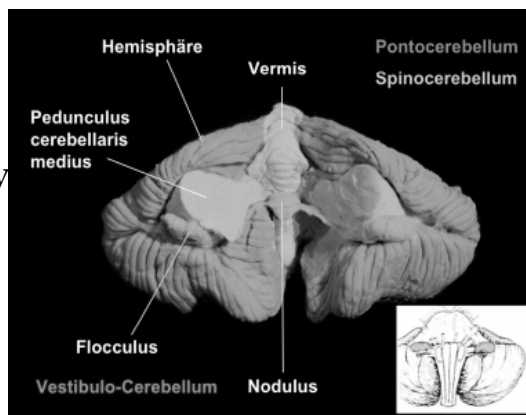 Hemisphäre
Pontocerebellum
Vermis
Spinocerebellum
Pedunculus
cerebellaris
medius
y
Flocculus
Vestibulo-Cerebellum
Nodulus